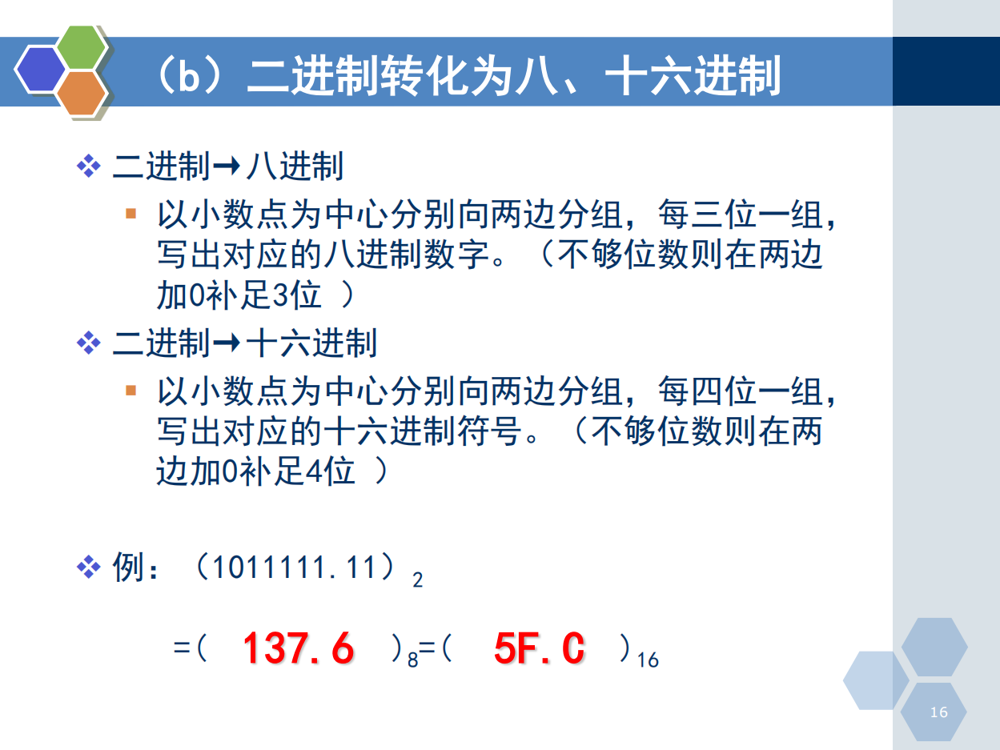 （b）二进制转化为八、十六进制
二进制→八进制
以小数点为中心分别向两边分组，每三位一组，
写出对应的八进制数字。（不够位数则在两边
加0补足3位 ）
二进制→十六进制
以小数点为中心分别向两边分组，每四位一组，
写出对应的十六进制符号。（不够位数则在两
边加0补足4位 ）
例：（1011111.11）2
=( 137.6 )8=( 5F.C )16
16